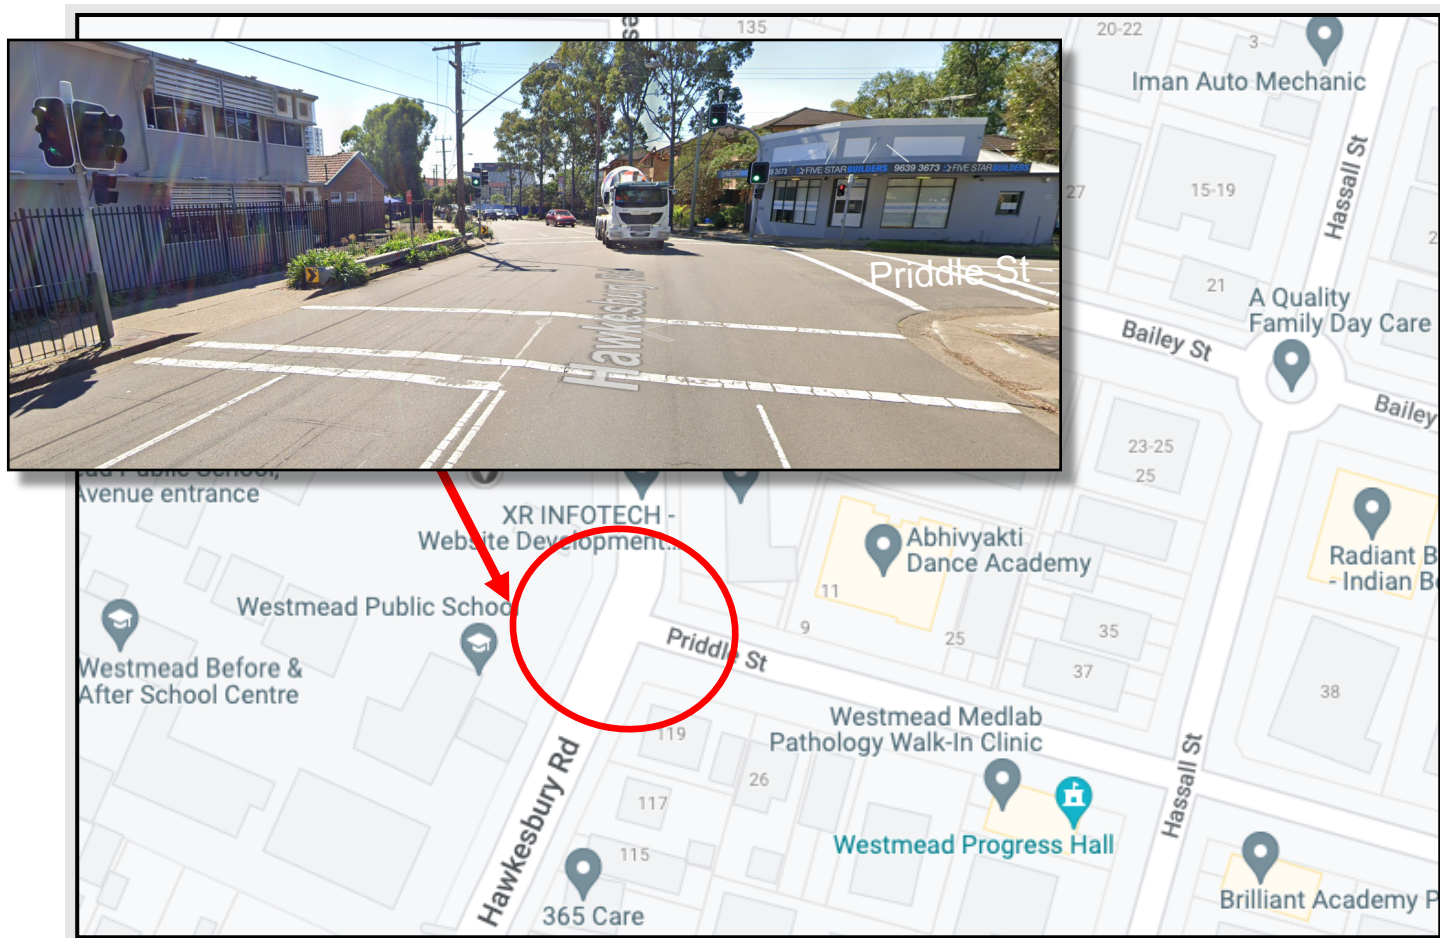 135
20-22
3
Iman Auto Mechanic
Hassall St
FIVE STAR BUILDERS 9639 3673 FIVE STAR BUILDERS
27
15-19
Priddle St
Hawkesbury Rd
21
A Quality
Family Day Care
Bailey St
Bailey
23-25
25
Avenue entrance
XR INFOTECH -
Website Development...
Abhivyakti
Dance Academy
Radiant B
- Indian B
11
Westmead Public School
9
25
35
Priddle St
37
Westmead Before &
After School Centre
38
119
Westmead Medlab
Pathology Walk-In Clinic
26
117
Hassall St
Hawkesbury Rd
115
Westmead Progress Hall
365 Care
Brilliant Academy P